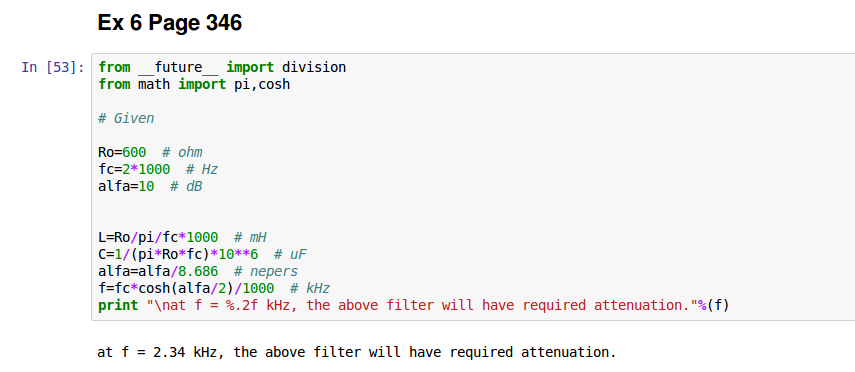 Ex 6 Page 346
In [53]: from __future__ import division
from math import pi,cosh
# Given
Ro=600  # ohm
fc=2*1000  # Hz
alfa=10  # dB
L=Ro/pi/fc*1000  # mH
C=1/(pi*Ro*fc)*10**6  # uF
alfa=alfa/8.686  # nepers
f=fc*cosh(alfa/2)/1000  # kHz
print "\nat f = %.2f kHz, the above filter will have required attenuation."%(f)
at f = 2.34 kHz, the above filter will have required attenuation.